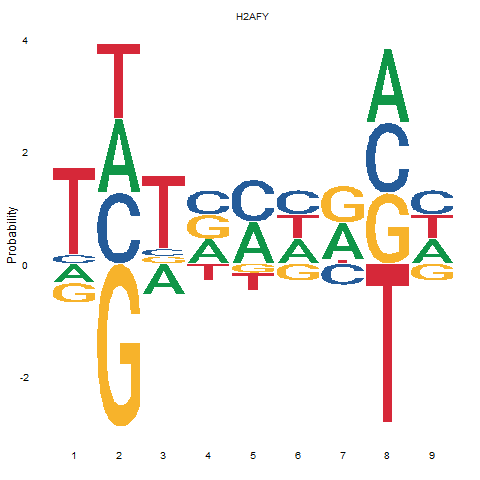 H2AFY
4
2
0
-2
Probability
T C A G
T A C G
T C G A
C G A T
C A G T
C T A G
G A T C
A C G T
C T A G
1 2 3 4 5 6 7 8 9